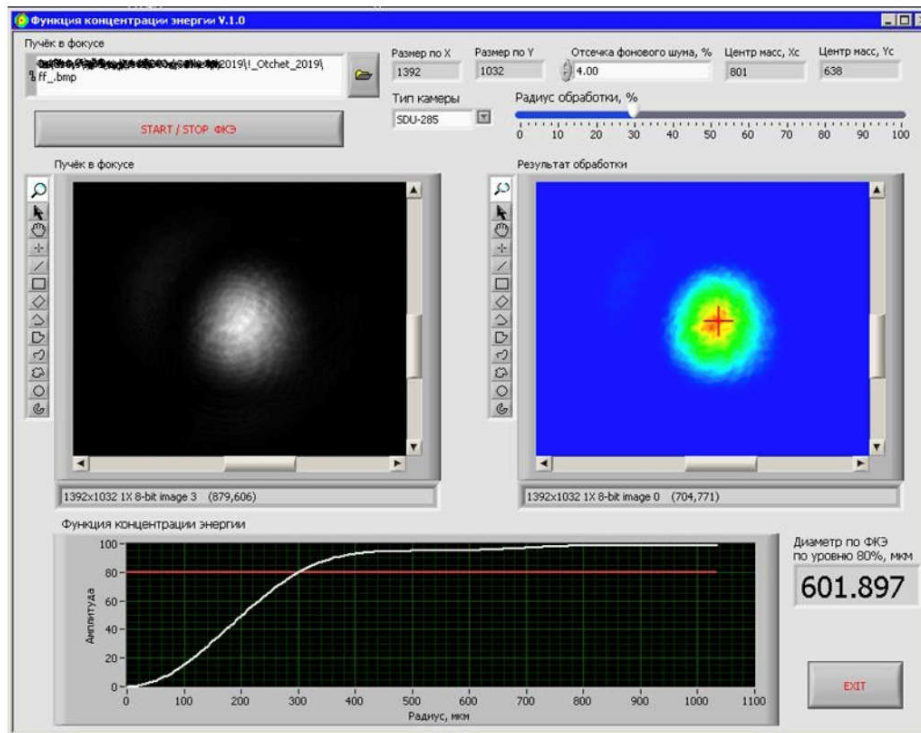 Функция концентрации энергии V.1.0
Пучёк в фокусе
2019\!_Otchet_2019\
ff_.bmp
Размер по X
1392
Размер по Y
1032
Отсечка фонового шума, %
4.00
Центр масс, Xc
801
Центр масс, Yc
638
START / STOP ФКЭ
Тип камеры
SDU-285
Радиус обработки, %
0 10 20 30 40 50 60 70 80 90 100
Пучёк в фокусе
Результат обработки
1392x1032 1X 8-bit image 3 (879,606)
1392x1032 1X 8-bit image 0 (704,771)
Функция концентрации энергии
Амплитуда
100
80
60
40
20
0
0 100 200 300 400 500 600 700 800 900 1000 1100
Радиус, мкм
Диаметр по ФКЭ
по уровню 80%, мкм
601.897
EXIT